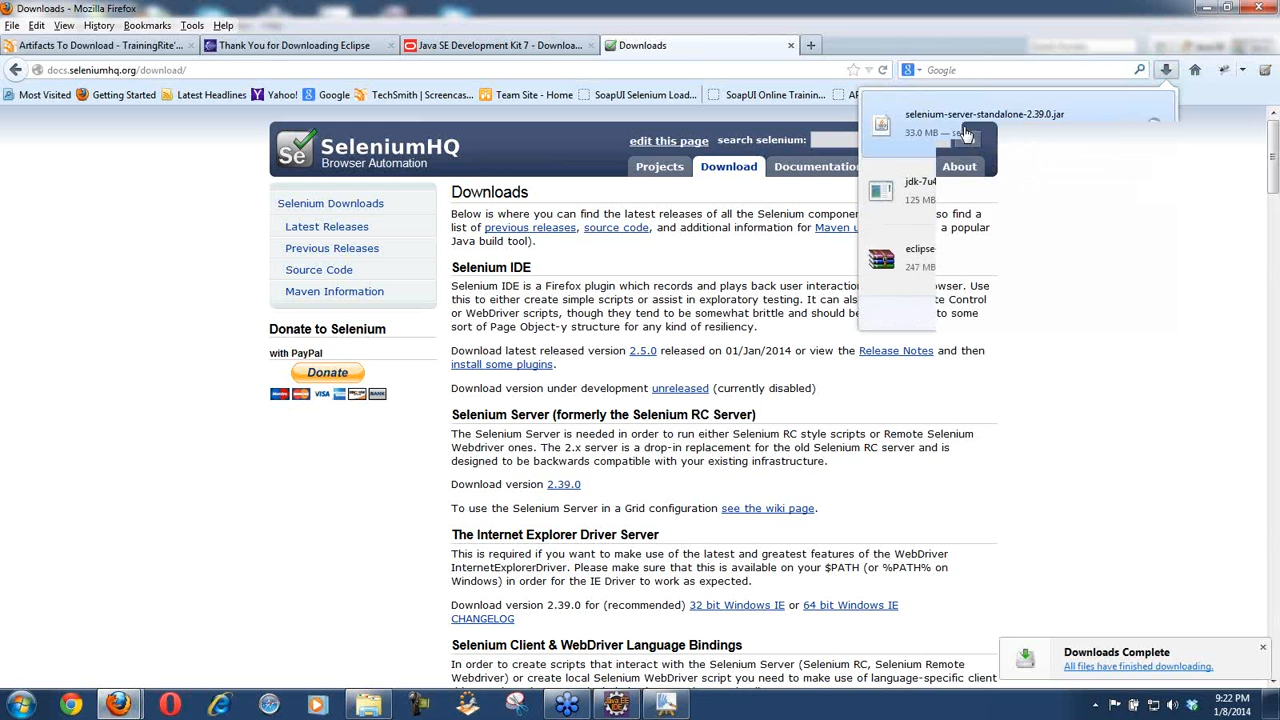 Downloads - Mozilla Firefox
File Edit View History Bookmarks Tools Help
Artifacts To Download - TrainingRite'... Thank You for Downloading Eclipse Java SE Development Kit 7 - Downloa... Downloads
docs.seleniumhq.org/download/ Google
Most Visited Getting Started Latest Headlines Yahoo! Google TechSmith | Screencas... Team Site - Home SoapUI Selenium Load... SoapUI Online Training...
selenium-server-standalone-2.39.0.jar
33.0 MB —
jdk-7u4
125 MB
eclipse
247 MB
SeleniumHQ
Browser Automation
edit this page search selenium:
Projects Download Documentation About
Selenium Downloads
Latest Releases
Previous Releases
Source Code
Maven Information
Donate to Selenium
with PayPal
Donate
VISA BANK
Downloads
Below is where you can find the latest releases of all the Selenium compone so find a
list of previous releases, source code, and additional information for Maven u a popular
Java build tool).
Selenium IDE
Selenium IDE is a Firefox plugin which records and plays back user interactio owser. Use
this to either create simple scripts or assist in exploratory testing. It can als te Control
or WebDriver scripts, though they tend to be somewhat brittle and should be to some
sort of Page Object-y structure for any kind of resiliency.
Download latest released version 2.5.0 released on 01/Jan/2014 or view the Release Notes and then
install some plugins.
Download version under development unreleased (currently disabled)
Selenium Server (formerly the Selenium RC Server)
The Selenium Server is needed in order to run either Selenium RC style scripts or Remote Selenium
Webdriver ones. The 2.x server is a drop-in replacement for the old Selenium RC server and is
designed to be backwards compatible with your existing infrastructure.
Download version 2.39.0
To use the Selenium Server in a Grid configuration see the wiki page.
The Internet Explorer Driver Server
This is required if you want to make use of the latest and greatest features of the WebDriver
InternetExplorerDriver. Please make sure that this is available on your $PATH (or %PATH% on
Windows) in order for the IE Driver to work as expected.
Download version 2.39.0 for (recommended) 32 bit Windows IE or 64 bit Windows IE
CHANGELOG
Selenium Client & WebDriver Language Bindings
In order to create scripts that interact with the Selenium Server (Selenium RC, Selenium Remote
Webdriver) or create local Selenium WebDriver script you need to make use of language-specific client
Downloads Complete
All files have finished downloading.
9:22 PM
1/8/2014